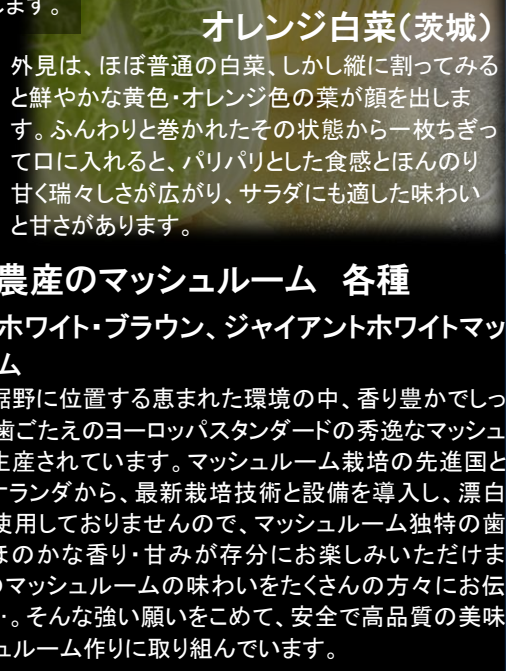 します。
オレンジ白菜（茨城）
外見は、ほぼ普通の白菜、しかし縦に割ってみる
と鮮やかな黄色・オレンジ色の葉が顔を出しま
す。ふんわりと巻かれたその状態から一枚ちぎっ
て口に入れると、パリパリとした食感とほんのり
甘く瑞々しさが広がり、サラダにも適した味わい
と甘さがあります。
農産のマッシュルーム　各種
ホワイト・ブラウン、ジャイアントホワイトマッ
ム
裾野に位置する恵まれた環境の中、香り豊かでしっ
歯ごたえのヨーロッパスタンダードの秀逸なマッシュ
生産されています。マッシュルーム栽培の先進国と
オランダから、最新栽培技術と設備を導入し、漂白
使用しておりませんので、マッシュルーム独特の歯
ほのかな香り・甘みが存分にお楽しみいただけま
のマッシュルームの味わいをたくさんの方々にお伝
・。そんな強い願いをこめて、安全で高品質の美味
ュルーム作りに取り組んでいます。